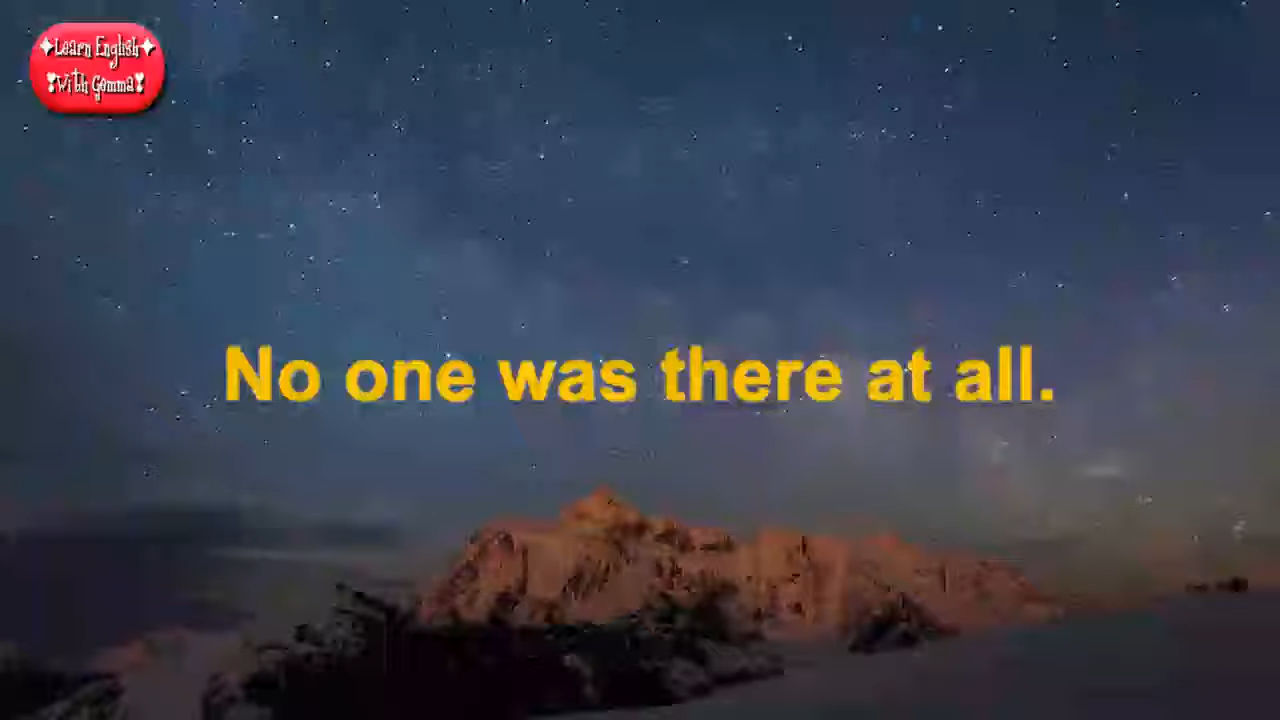 ✦Learn English✦
❣With Gemma❣
No one was there at all.